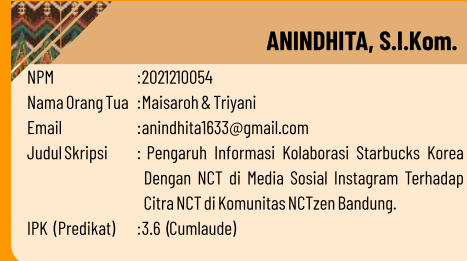 ANINDHITA, S.I.Kom.
NPM :2021210054
Nama Orang Tua :Maisaroh & Triyani
Email :anindhita1633@gmail.com
Judul Skripsi : Pengaruh Informasi Kolaborasi Starbucks Korea
Dengan NCT di Media Sosial Instagram Terhadap
Citra NCT di Komunitas NCTzen Bandung.
IPK (Predikat) :3.6 (Cumlaude)